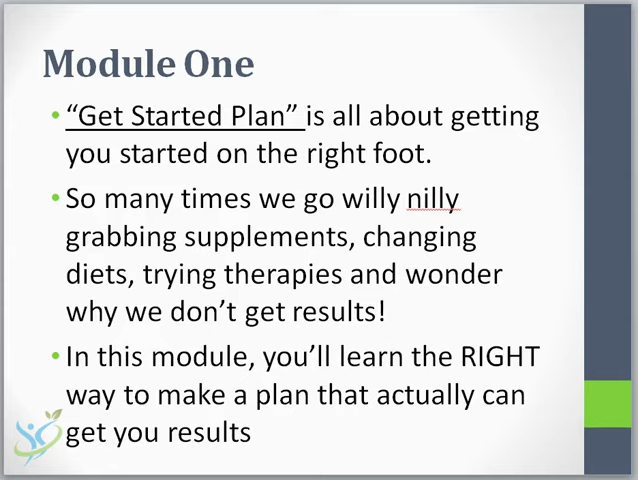 Module One
• “Get Started Plan” is all about getting
you started on the right foot.
• So many times we go willy nilly
grabbing supplements, changing
diets, trying therapies and wonder
why we don’t get results!
• In this module, you’ll learn the RIGHT
way to make a plan that actually can
get you results